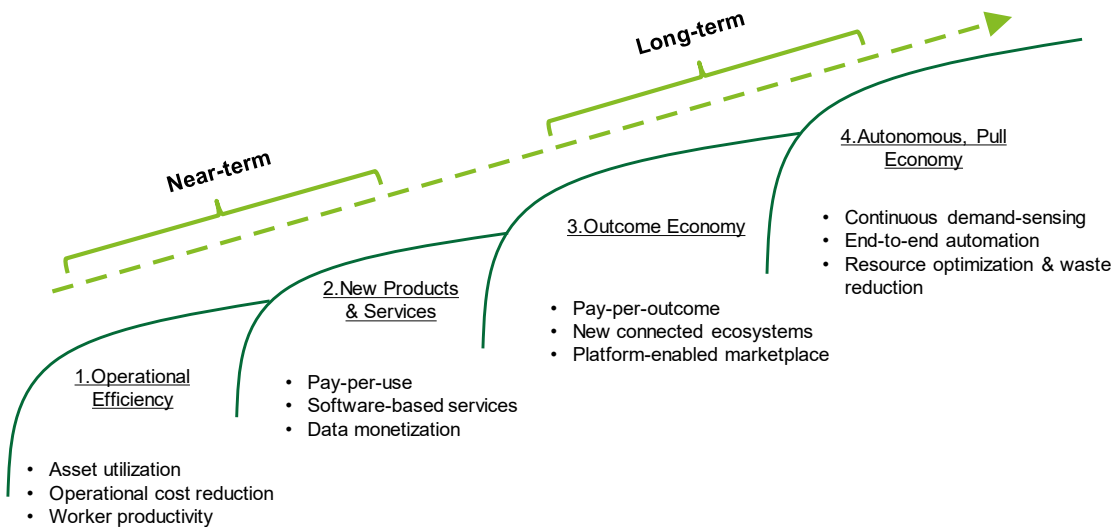 Near-term
Long-term
1.Operational
Efficiency
• Asset utilization
• Operational cost reduction
• Worker productivity
2.New Products
& Services
• Pay-per-use
• Software-based services
• Data monetization
3.Outcome Economy
• Pay-per-outcome
• New connected ecosystems
• Platform-enabled marketplace
4.Autonomous, Pull
Economy
• Continuous demand-sensing
• End-to-end automation
• Resource optimization & waste
reduction